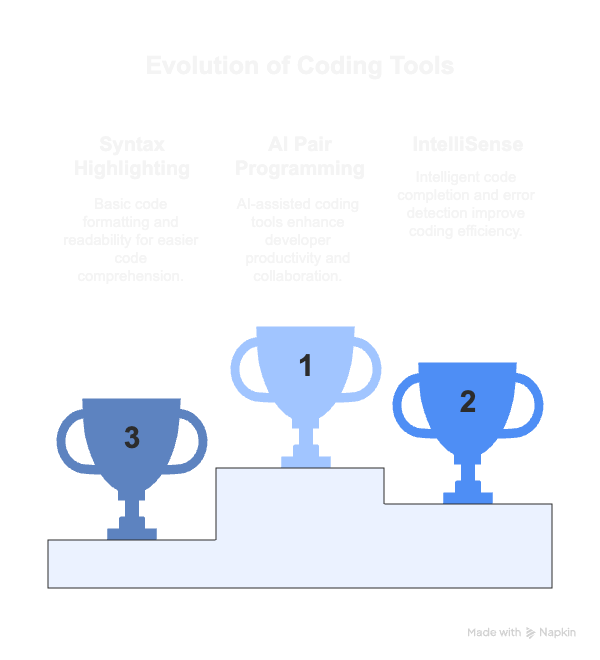 Evolution of Coding Tools
Syntax
Highlighting
Basic code
formatting and
readability for easier
code
comprehension.
AI Pair
Programming
AI-assisted coding
tools enhance
developer
productivity and
collaboration.
IntelliSense
Intelligent code
completion and error
detection improve
coding efficiency.
3
1
2
Made with Napkin